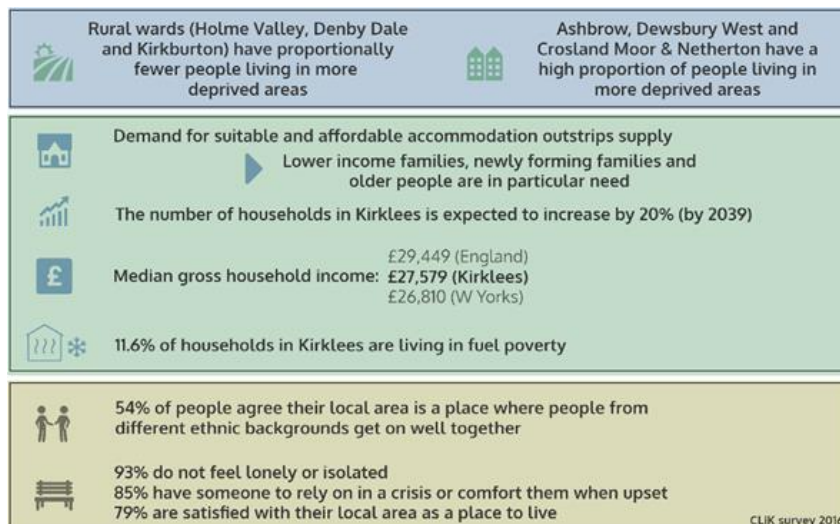 Rural wards (Holme Valley, Denby Dale
and Kirkburton) have proportionally
fewer people living in more
deprived areas
Ashbrow, Dewsbury West and
Crosland Moor & Netherton have a
high proportion of people living in
more deprived areas
Demand for suitable and affordable accommodation outstrips supply
Lower income families, newly forming families and
older people are in particular need
The number of households in Kirklees is expected to increase by 20% (by 2039)
£29,449 (England)
Median gross household income: £27,579 (Kirklees)
£26,810 (W Yorks)
11.6% of households in Kirklees are living in fuel poverty
54% of people agree their local area is a place where people from
different ethnic backgrounds get on well together
93% do not feel lonely or isolated
85% have someone to rely on in a crisis or comfort them when upset
79% are satisfied with their local area as a place to live
CLiK survey